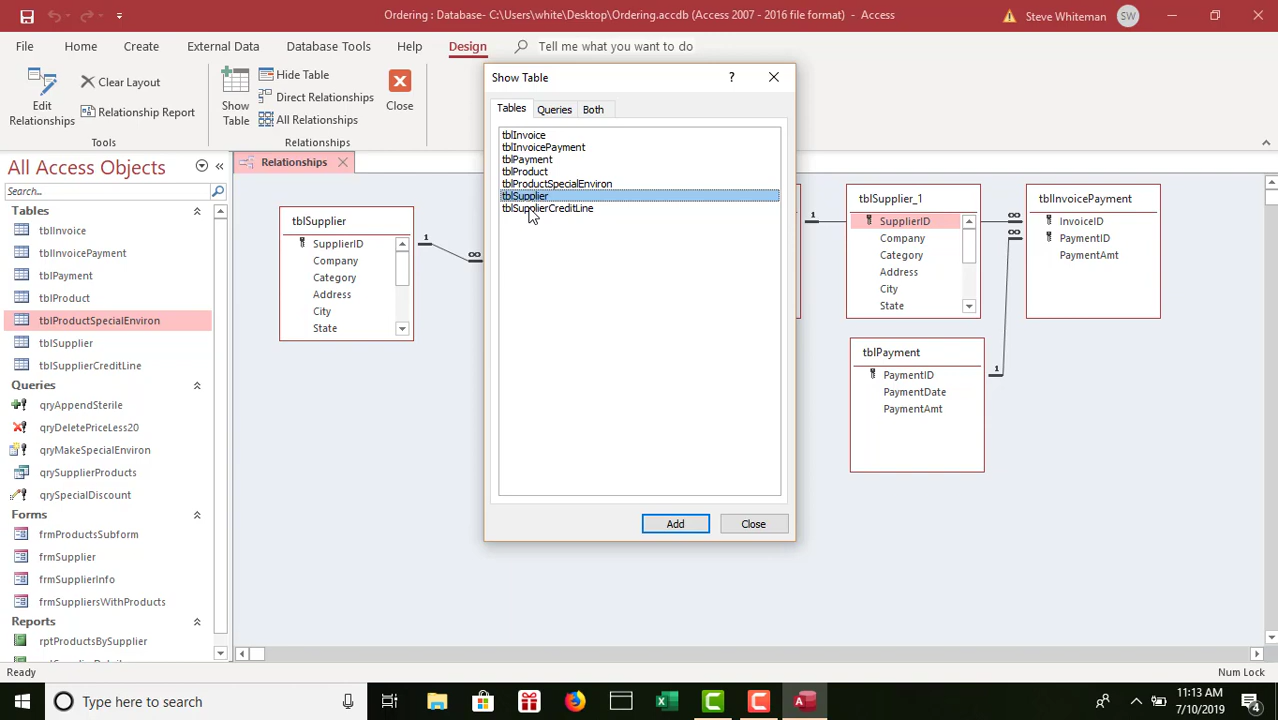 Ordering : Database- C:\Users\white\Desktop\Ordering.accdb (Access 2007 - 2016 file format) - Access
Steve Whiteman
SW
File
Home
Create
External Data
Database Tools
Help
Design
Tell me what you want to do
Edit
Relationships
Clear Layout
Relationship Report
Tools
Show
Table
Hide Table
Direct Relationships
All Relationships
Relationships
Close
Show Table
?
Tables
Queries
Both
tblInvoice
tblInvoicePayment
tblPayment
tblProduct
tblProductSpecialEnviron
tblSupplier
tblSupplierCreditLine
Add
Close
All Access Objects
Search...
Tables
tblInvoice
tblInvoicePayment
tblPayment
tblProduct
tblProductSpecialEnviron
tblSupplier
tblSupplierCreditLine
Queries
qryAppendSterile
qryDeletePriceLess20
qryMakeSpecialEnviron
qrySupplierProducts
qrySpecialDiscount
Forms
frmProductsSubform
frmSupplier
frmSupplierInfo
frmSuppliersWithProducts
Reports
rptProductsBySupplier
Relationships
tblSupplier
SupplierID
Company
Category
Address
City
State
1
∞
1
tblSupplier_1
SupplierID
Company
Category
Address
City
State
∞
∞
tblInvoicePayment
InvoiceID
PaymentID
PaymentAmt
tblPayment
PaymentID
PaymentDate
PaymentAmt
1
Ready
Num Lock
Type here to search
11:13 AM
7/10/2019
4